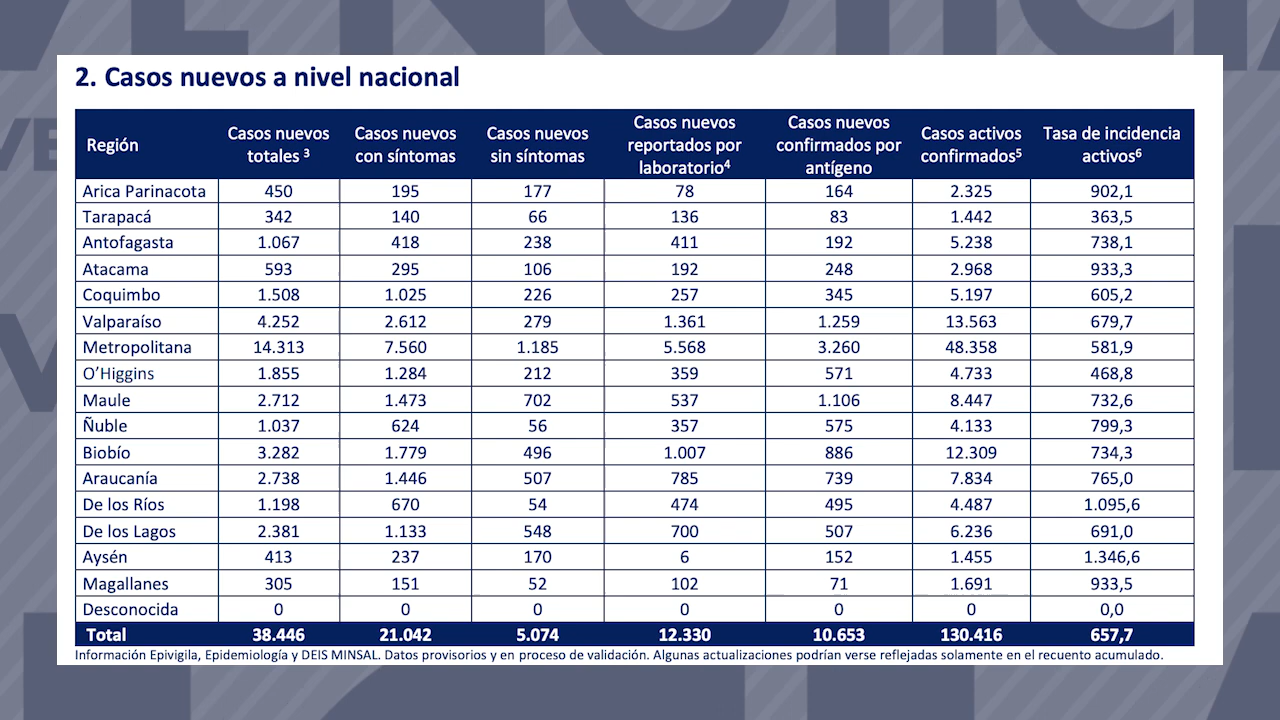 2. Casos nuevos a nivel nacional
Región Casos nuevos totales 3 Casos nuevos con síntomas Casos nuevos sin síntomas Casos nuevos reportados por laboratorio4 Casos nuevos confirmados por antígeno Casos activos confirmados5 Tasa de incidencia activos6
Arica Parinacota 450 195 177 78 164 2.325 902,1
Tarapacá 342 140 66 136 83 1.442 363,5
Antofagasta 1.067 418 238 411 192 5.238 738,1
Atacama 593 295 106 192 248 2.968 933,3
Coquimbo 1.508 1.025 226 257 345 5.197 605,2
Valparaíso 4.252 2.612 279 1.361 1.259 13.563 679,7
Metropolitana 14.313 7.560 1.185 5.568 3.260 48.358 581,9
O’Higgins 1.855 1.284 212 359 571 4.733 468,8
Maule 2.712 1.473 702 537 1.106 8.447 732,6
Ñuble 1.037 624 56 357 575 4.133 799,3
Biobío 3.282 1.779 496 1.007 886 12.309 734,3
Araucanía 2.738 1.446 507 785 739 7.834 765,0
De los Ríos 1.198 670 54 474 495 4.487 1.095,6
De los Lagos 2.381 1.133 548 700 507 6.236 691,0
Aysén 413 237 170 6 152 1.455 1.346,6
Magallanes 305 151 52 102 71 1.691 933,5
Desconocida 0 0 0 0 0 0 0,0
Total 38.446 21.042 5.074 12.330 10.653 130.416 657,7
Información Epivigila, Epidemiología y DEIS MINSAL. Datos provisorios y en proceso de validación. Algunas actualizaciones podrían verse reflejadas solamente en el recuento acumulado.